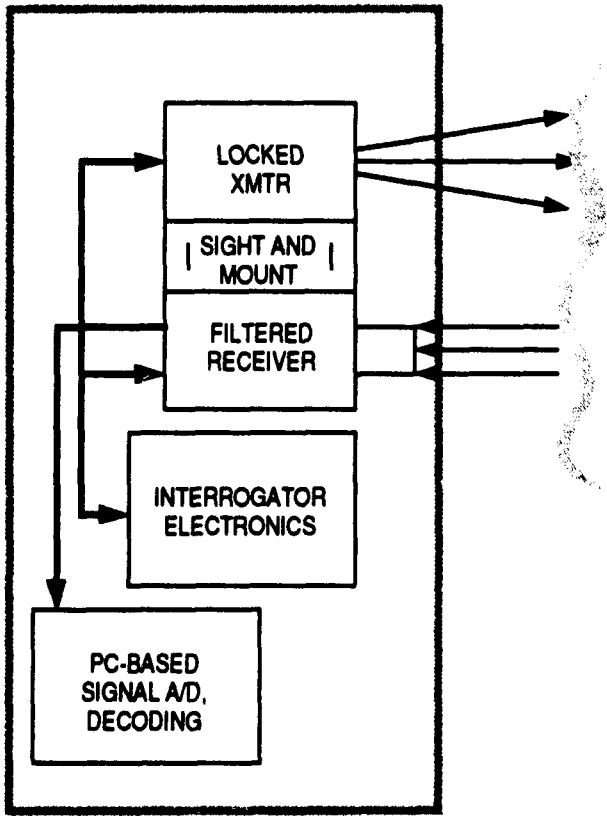 LOCKED
XMTR
SIGHT AND
MOUNT
FILTERED
RECEIVER
INTERROGATOR
ELECTRONICS
PC-BASED
SIGNAL A/D,
DECODING